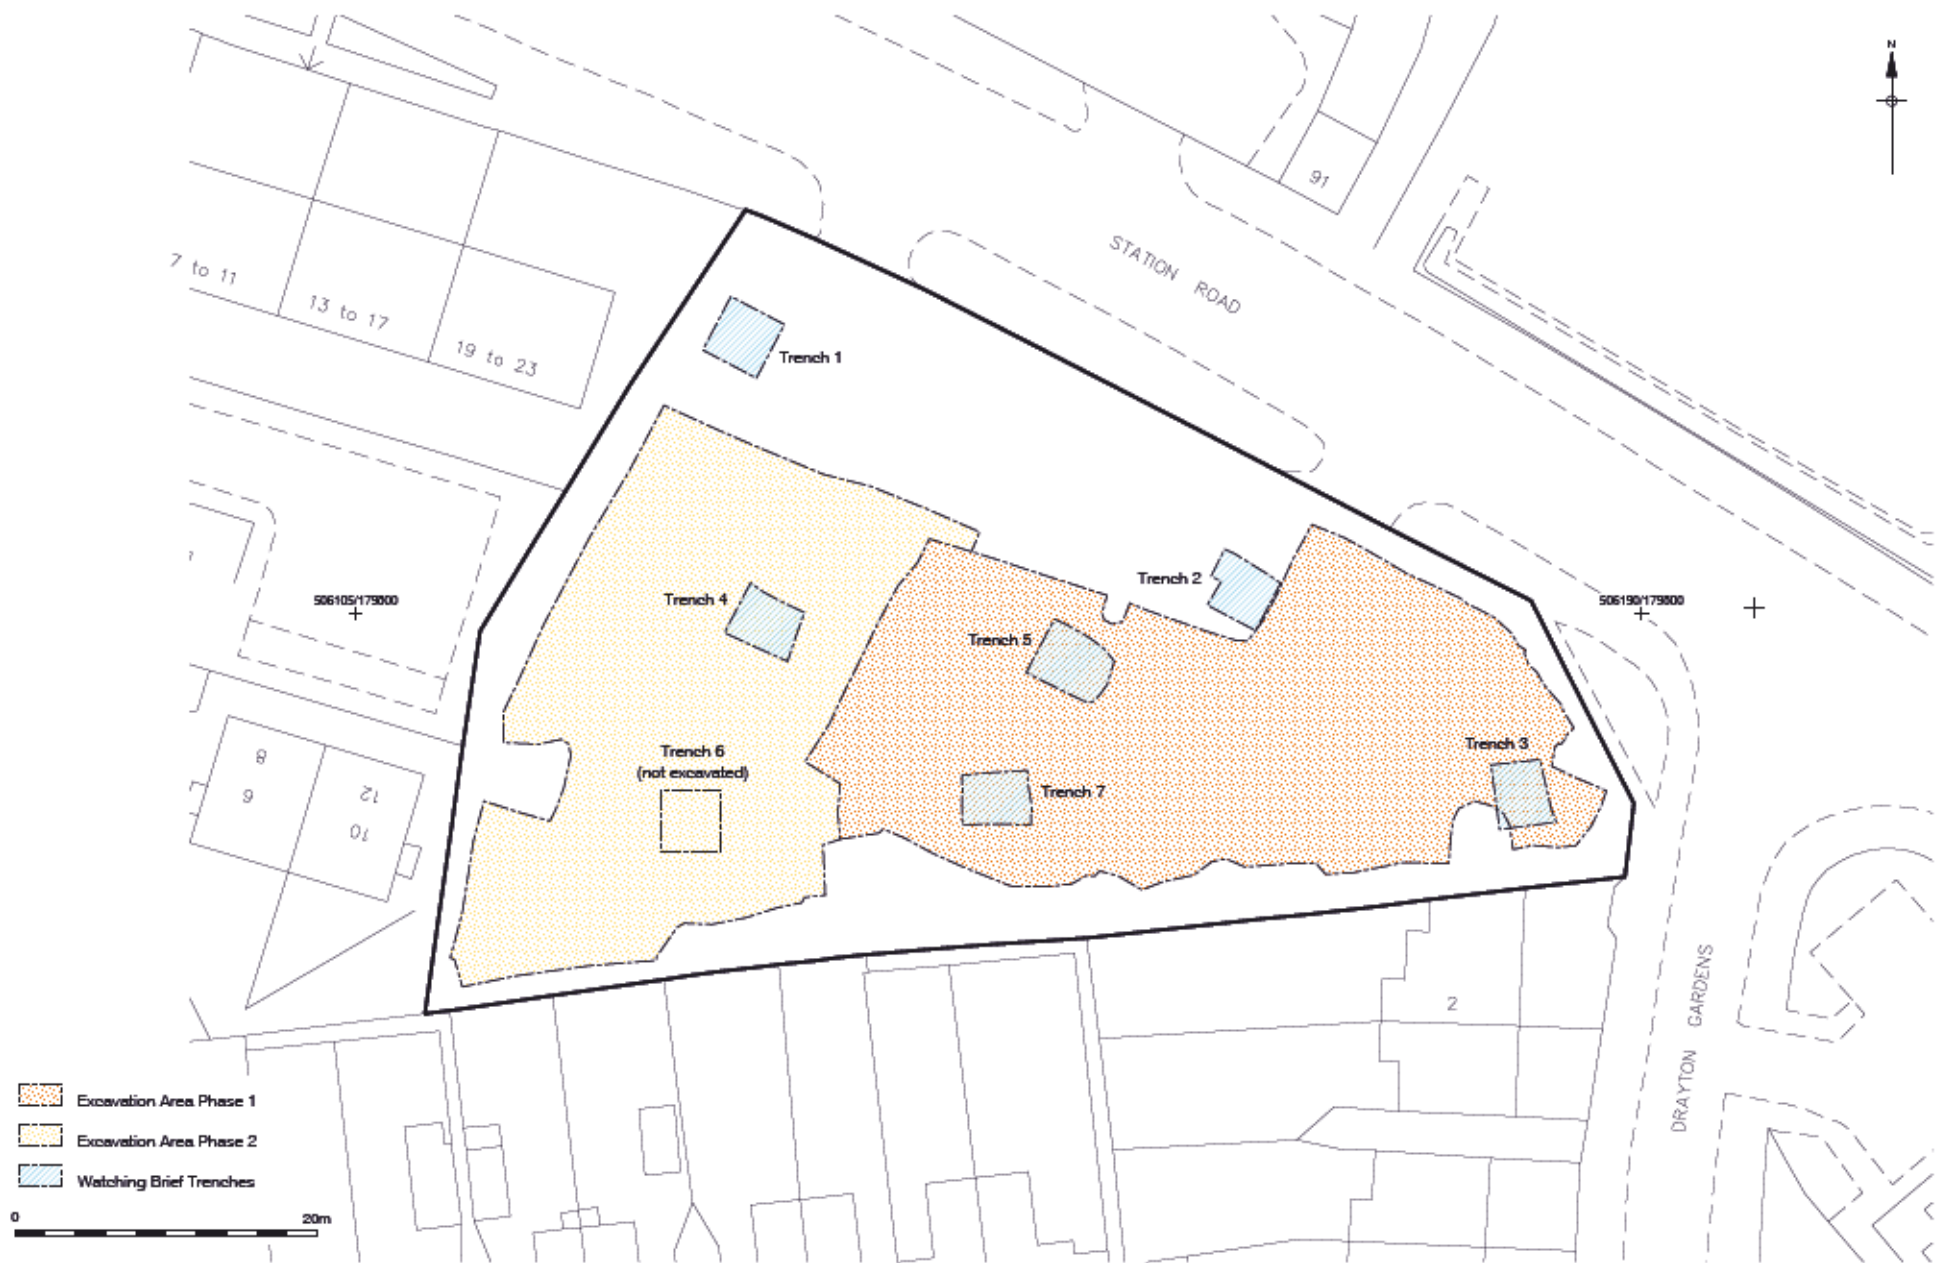 N
91
STATION ROAD
7 to 11
13 to 17
19 to 23
Trench 1
Trench 2
Trench 4
506105/179800
506190/179800
Trench 5
Trench 3
Trench 6
(not excavated)
Trench 7
8
6
12
10
2
DRAYTON GARDENS
Excavation Area Phase 1
Excavation Area Phase 2
Watching Brief Trenches
0 20m